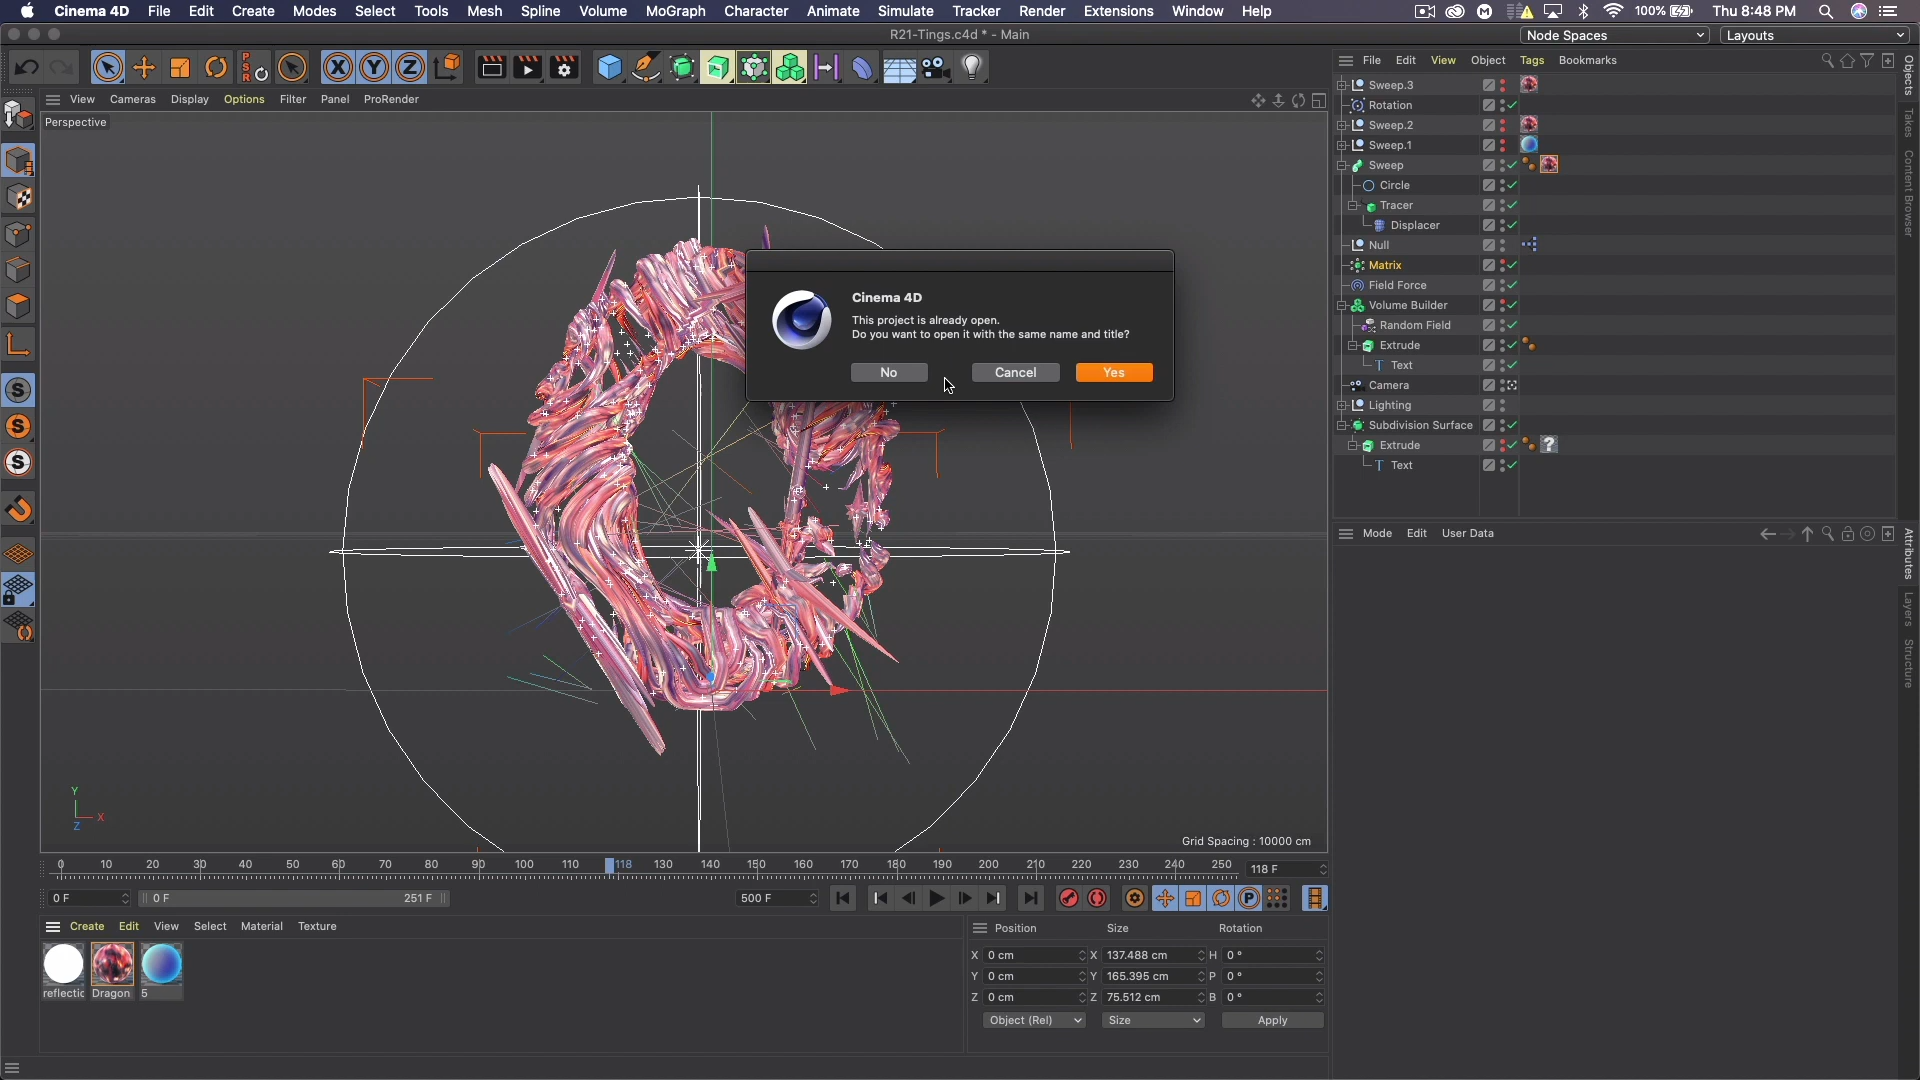 Cinema 4D File Edit Create Modes Select Tools Mesh Spline Volume MoGraph Character Animate Simulate Tracker Render Extensions Window Help 100% Thu 8:48 PM
R21-Tings.c4d * - Main
Node Spaces Layouts
PSR X Y Z
File Edit View Object Tags Bookmarks
View Cameras Display Options Filter Panel ProRender
Perspective
Sweep.3
Rotation
Sweep.2
Sweep.1
Sweep
Circle
Tracer
Displacer
Null
Matrix
Field Force
Volume Builder
Random Field
Extrude
Text
Camera
Lighting
Subdivision Surface
Extrude
Text
Objects
Takes
Content Browser
Cinema 4D
This project is already open.
Do you want to open it with the same name and title?
No Cancel Yes
Mode Edit User Data
Attributes
Layers
Structure
Y
X
Z
Grid Spacing : 10000 cm
0 10 20 30 40 50 60 70 80 90 100 110 118 130 140 150 160 170 180 190 200 210 220 230 240 250 118 F
0 F 0 F 251 F 500 F
Create Edit View Select Material Texture
reflectic Dragon 5
Position Size Rotation
X 0 cm X 137.488 cm H 0 °
Y 0 cm Y 165.395 cm P 0 °
Z 0 cm Z 75.512 cm B 0 °
Object (Rel) Size Apply